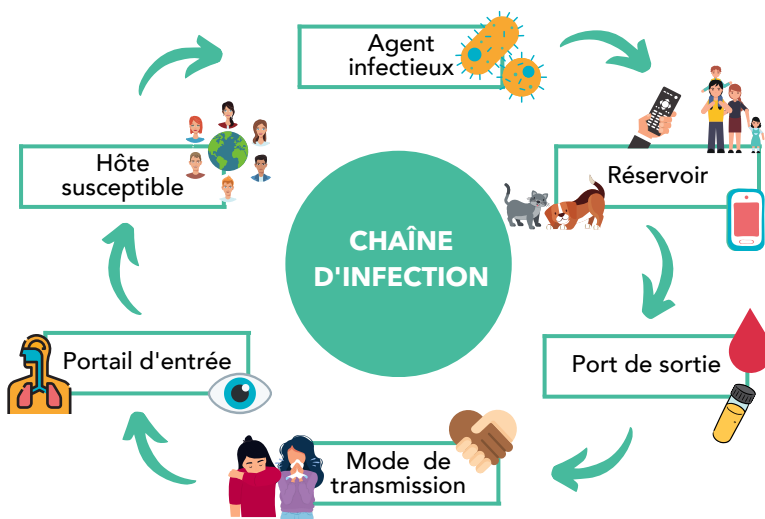 Agent
infectieux
Réservoir
Port de sortie
Mode de
transmission
Portail d'entrée
Hôte
susceptible
CHAÎNE
D'INFECTION